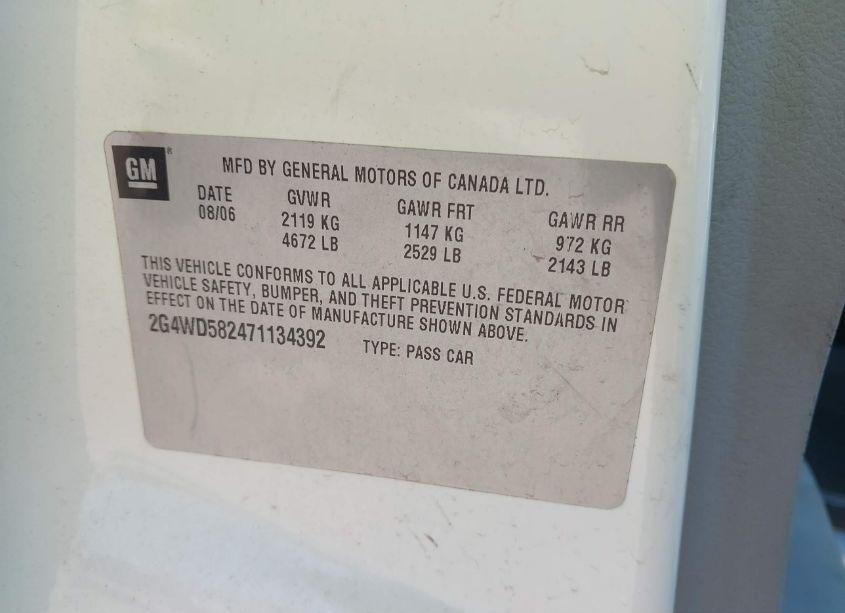 GM®
MFD BY GENERAL MOTORS OF CANADA LTD.
DATE GVWR GAWR FRT GAWR RR
08/06 2119 KG 1147 KG 972 KG
4672 LB 2529 LB 2143 LB
THIS VEHICLE CONFORMS TO ALL APPLICABLE U.S. FEDERAL MOTOR
VEHICLE SAFETY, BUMPER, AND THEFT PREVENTION STANDARDS IN
EFFECT ON THE DATE OF MANUFACTURE SHOWN ABOVE.
2G4WD582471134392 TYPE: PASS CAR